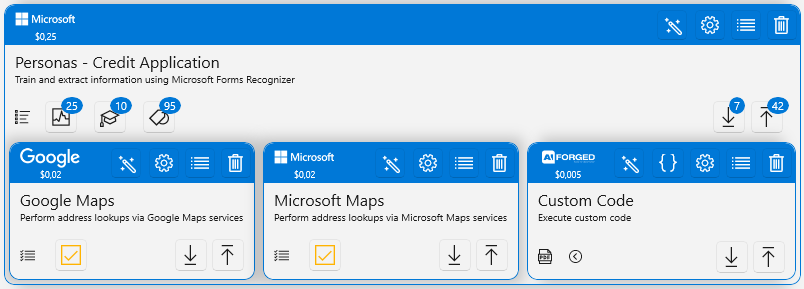 Microsoft
$0,25
Personas - Credit Application
Train and extract information using Microsoft Forms Recognizer
25
10
95
7
42
Google
$0,02
Google Maps
Perform address lookups via Google Maps services
Microsoft
$0,02
Microsoft Maps
Perform address lookups via Microsoft Maps services
AI FORGED
$0,005
{ }
Custom Code
Execute custom code
PDF